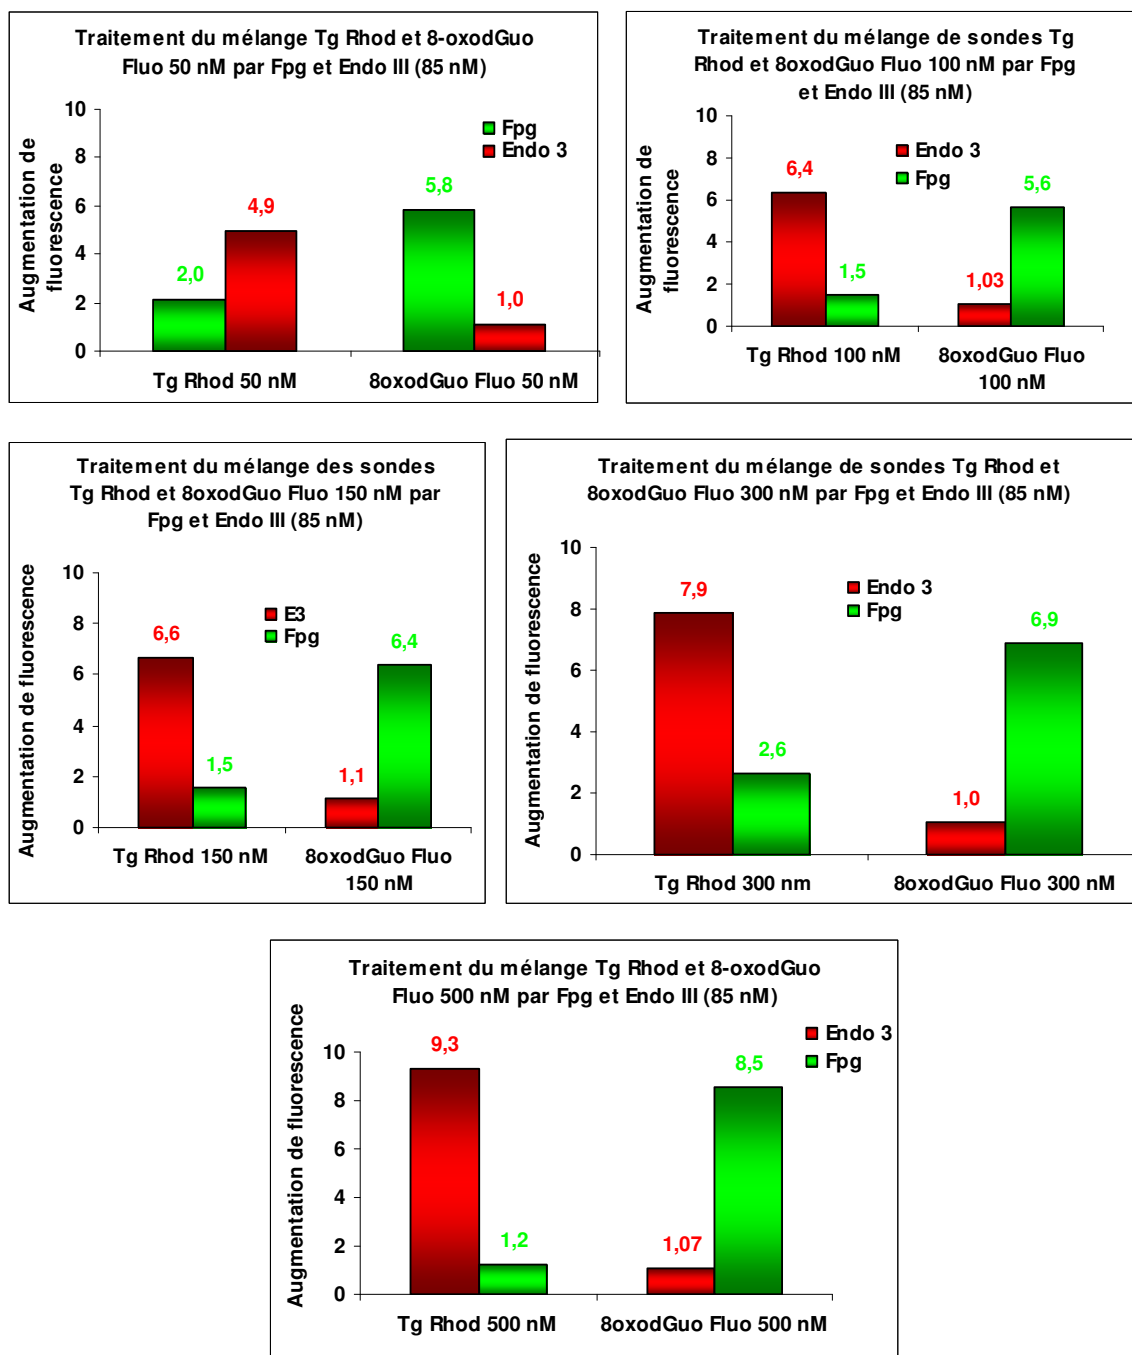 Traitement du mélange Tg Rhod et 8-oxodGuo
Fluo 50 nM par Fpg et Endo III (85 nM)
Augmentation de
fluorescence
10
8
6
4
2
0
Fpg
Endo 3
2,0
4,9
5,8
1,0
Tg Rhod 50 nM
8oxodGuo Fluo 50 nM
Traitement du mélange de sondes Tg
Rhod et 8oxodGuo Fluo 100 nM par Fpg
et Endo III (85 nM)
Augmentation de
fluorescence
10
8
6
4
2
0
Endo 3
Fpg
6,4
1,5
1,03
5,6
Tg Rhod 100 nM
8oxodGuo Fluo
100 nM
Traitement du mélange des sondes
Tg Rhod et 8oxodGuo Fluo 150 nM par
Fpg et Endo III (85 nM)
Augmentation de fluorescence
10
8
6
4
2
0
E3
Fpg
6,6
1,5
1,1
6,4
Tg Rhod 150 nM
8oxodGuo Fluo
150 nM
Traitement du mélange de sondes Tg Rhod et
8oxodGuo Fluo 300 nM par Fpg et Endo III (85 nM)
Augmentation de fluorescence
10
8
6
4
2
0
Endo 3
Fpg
7,9
2,6
1,0
6,9
Tg Rhod 300 nm
8oxodGuo Fluo 300 nM
Traitement du mélange Tg Rhod et 8-oxodGuo
Fluo 500 nM par Fpg et Endo III (85 nM)
Augmentation de fluorescence
10
8
6
4
2
0
Endo 3
Fpg
9,3
1,2
1,07
8,5
Tg Rhod 500 nM
8oxodGuo Fluo 500 nM